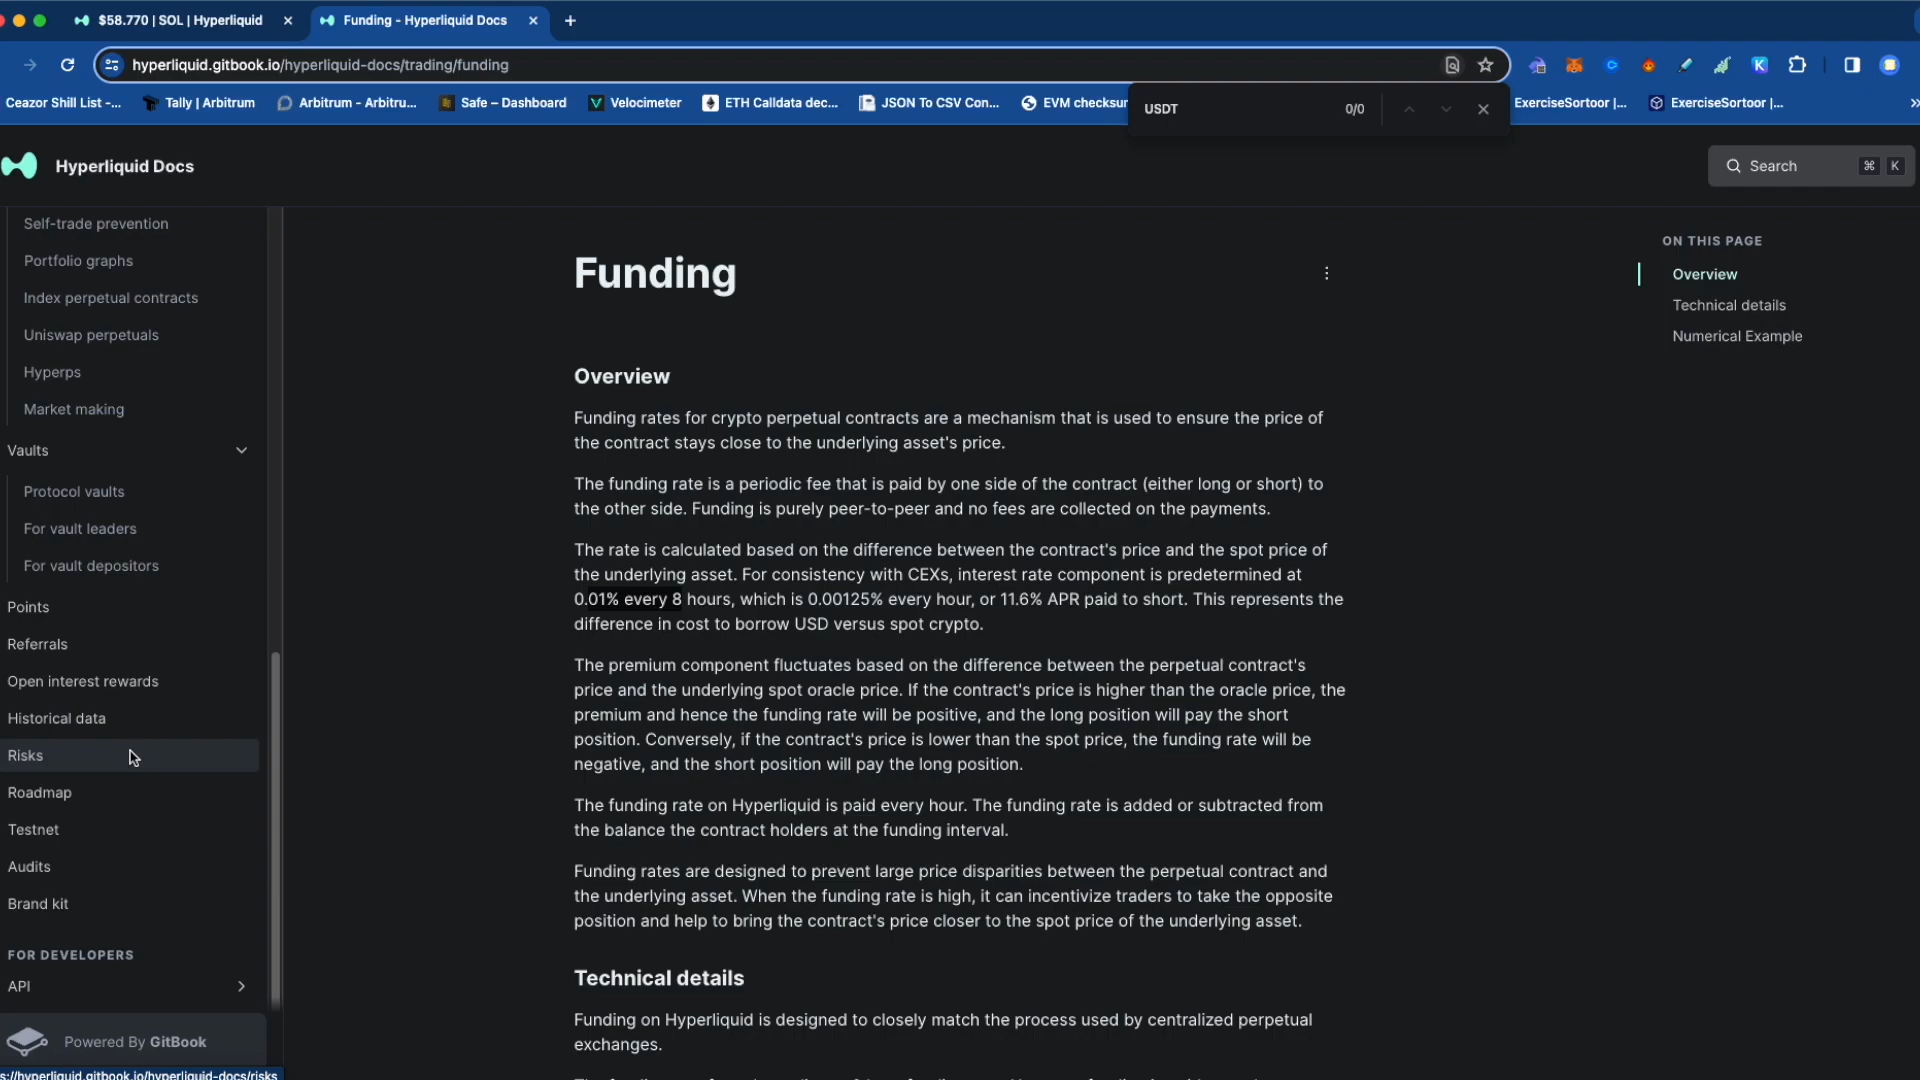 $58.770 | SOL | Hyperliquid
Funding - Hyperliquid Docs
hyperliquid.gitbook.io/hyperliquid-docs/trading/funding
Ceazor Shill List -...
Tally | Arbitrum
Arbitrum - Arbitru...
Safe – Dashboard
Velocimeter
ETH Calldata dec...
JSON To CSV Con...
EVM checksu
ExerciseSortoor |...
ExerciseSortoor |...
USDT
0/0
Hyperliquid Docs
Search
⌘ K
Self-trade prevention
Portfolio graphs
Index perpetual contracts
Uniswap perpetuals
Hyperps
Market making
Vaults
Protocol vaults
For vault leaders
For vault depositors
Points
Referrals
Open interest rewards
Historical data
Risks
Roadmap
Testnet
Audits
Brand kit
FOR DEVELOPERS
API
Powered By GitBook
s://hyperliquid.gitbook.io/hyperliquid-docs/risks
Funding
Overview
Funding rates for crypto perpetual contracts are a mechanism that is used to ensure the price of
the contract stays close to the underlying asset's price.
The funding rate is a periodic fee that is paid by one side of the contract (either long or short) to
the other side. Funding is purely peer-to-peer and no fees are collected on the payments.
The rate is calculated based on the difference between the contract's price and the spot price of
the underlying asset. For consistency with CEXs, interest rate component is predetermined at
0.01% every 8 hours, which is 0.00125% every hour, or 11.6% APR paid to short. This represents the
difference in cost to borrow USD versus spot crypto.
The premium component fluctuates based on the difference between the perpetual contract's
price and the underlying spot oracle price. If the contract's price is higher than the oracle price, the
premium and hence the funding rate will be positive, and the long position will pay the short
position. Conversely, if the contract's price is lower than the spot price, the funding rate will be
negative, and the short position will pay the long position.
The funding rate on Hyperliquid is paid every hour. The funding rate is added or subtracted from
the balance the contract holders at the funding interval.
Funding rates are designed to prevent large price disparities between the perpetual contract and
the underlying asset. When the funding rate is high, it can incentivize traders to take the opposite
position and help to bring the contract's price closer to the spot price of the underlying asset.
Technical details
Funding on Hyperliquid is designed to closely match the process used by centralized perpetual
exchanges.
ON THIS PAGE
Overview
Technical details
Numerical Example